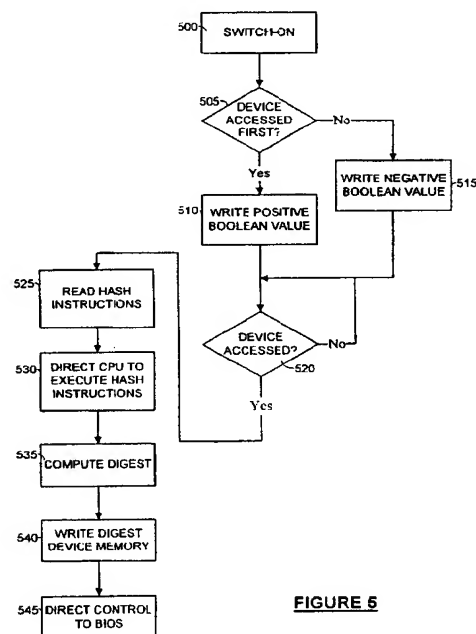 500
SWITCH-ON
505
DEVICE
ACCESSED
FIRST?
No
Yes
510
WRITE POSITIVE
BOOLEAN VALUE
WRITE NEGATIVE
BOOLEAN VALUE
515
525
READ HASH
INSTRUCTIONS
DEVICE
ACCESSED?
No
520
Yes
530
DIRECT CPU TO
EXECUTE HASH
INSTRUCTIONS
535
COMPUTE DIGEST
540
WRITE DIGEST
DEVICE MEMORY
545
DIRECT CONTROL
TO BIOS
FIGURE 5